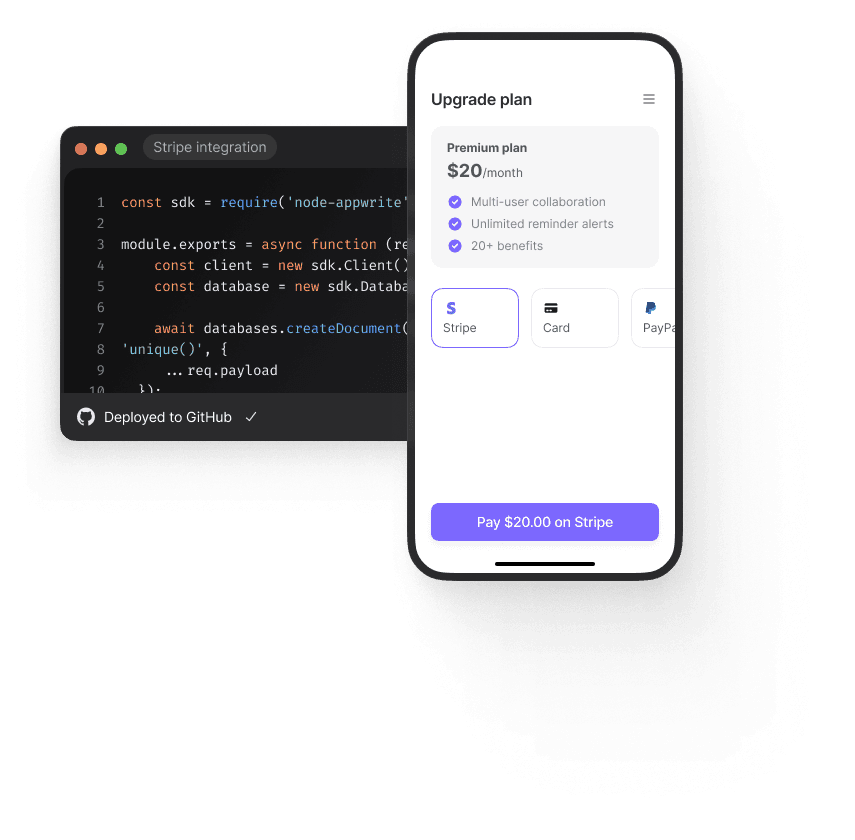 Stripe integration
1 const sdk = require('node-appwrite'
2
3 module.exports = async function (re
4 const client = new sdk.Client()
5 const database = new sdk.Databa
6
7 await databases.createDocument(
8 'unique()', {
9 ...req.payload
10 });
Deployed to GitHub
Upgrade plan
Premium plan
$20/month
Multi-user collaboration
Unlimited reminder alerts
20+ benefits
Stripe
Card
PayPa
Pay $20.00 on Stripe